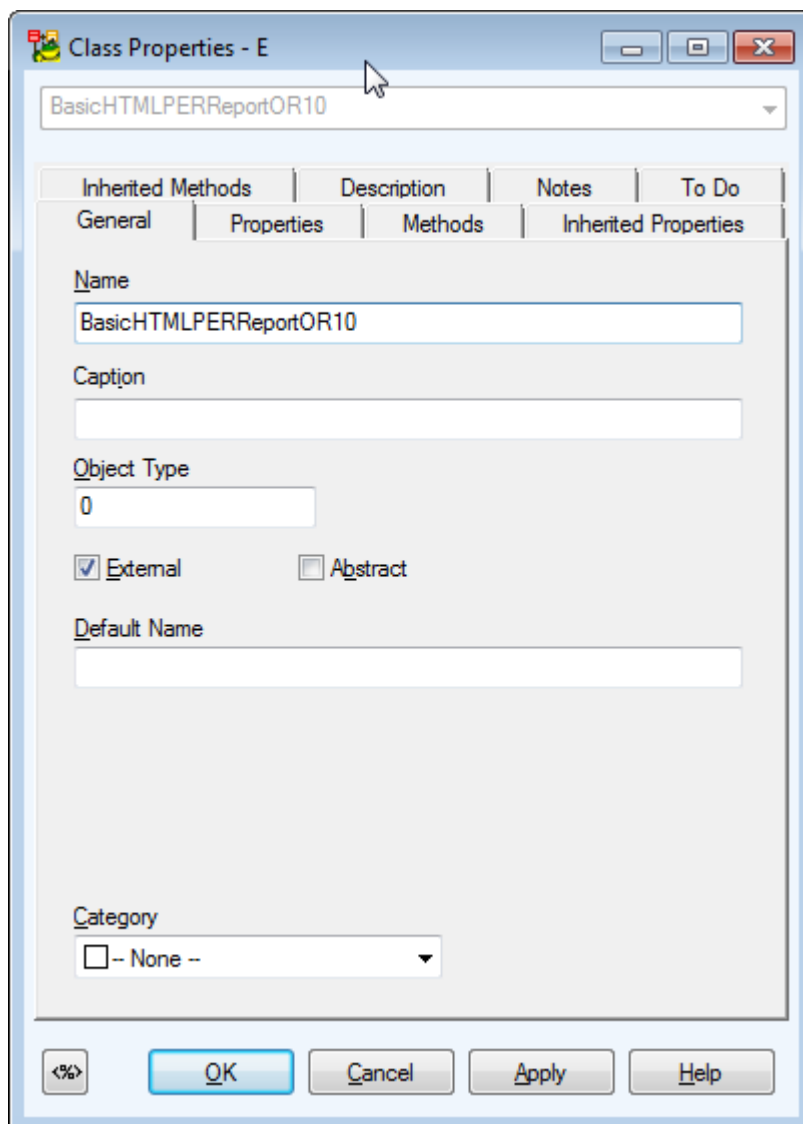 Class Properties - E
BasicHTMLPERReportOR10
Inherited Methods Description Notes To Do
General Properties Methods Inherited Properties
Name
BasicHTMLPERReportOR10
Caption
Object Type
0
External Abstract
Default Name
Category
-- None --
<%> OK Cancel Apply Help